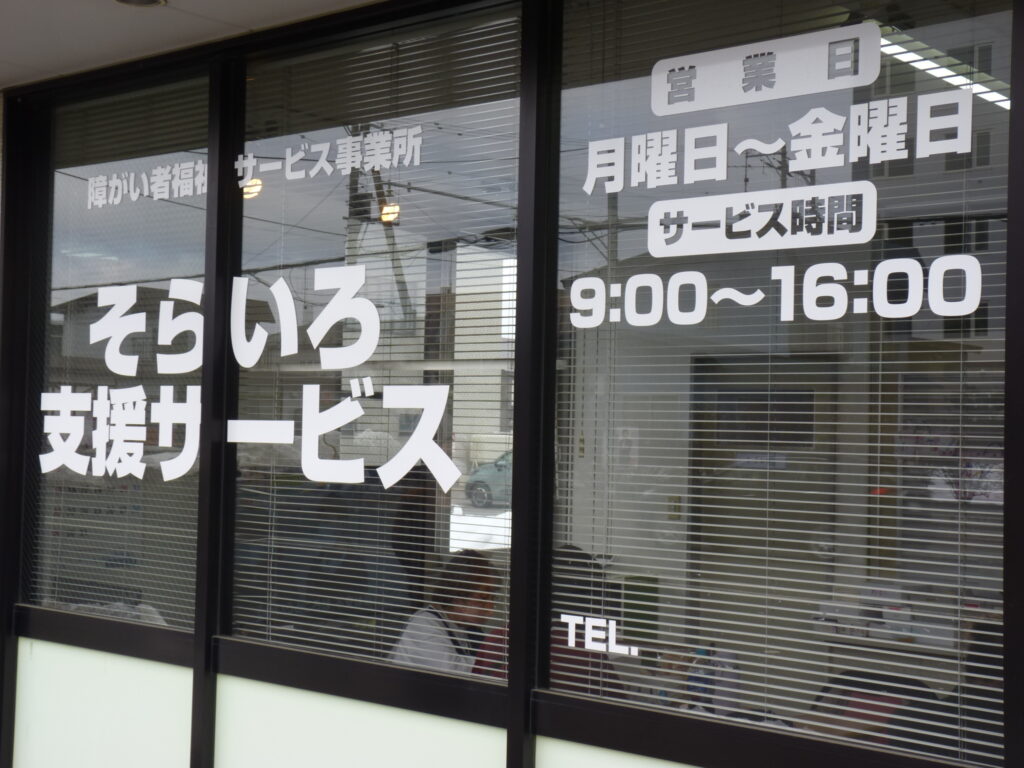 障がい者福祉サービス事業所
そらいろ
支援サービス
営業日
月曜日～金曜日
サービス時間
9:00～16:00
TEL.